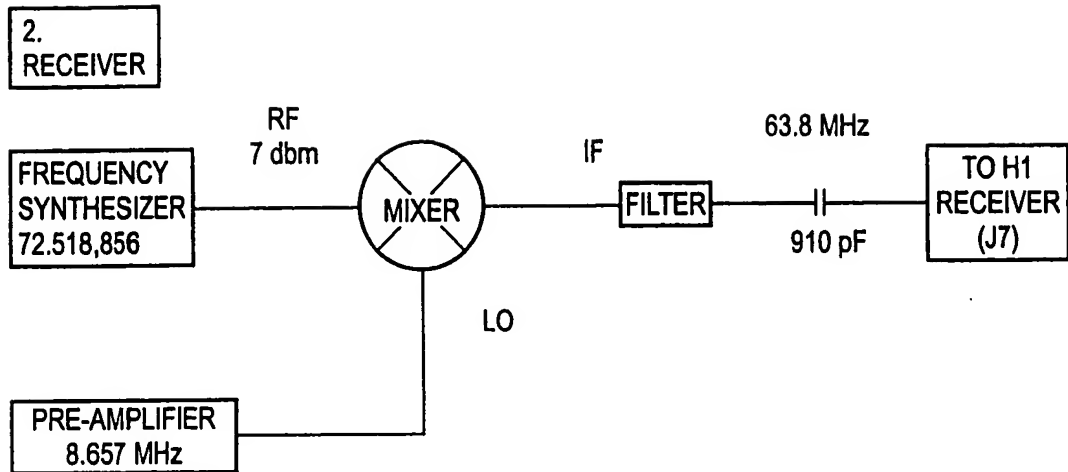 2.
RECEIVER
RF
7 dbm
63.8 MHz
IF
FREQUENCY
SYNTHESIZER
72.518,856
MIXER
FILTER
910 pF
TO H1
RECEIVER
(J7)
LO
PRE-AMPLIFIER
8.657 MHz